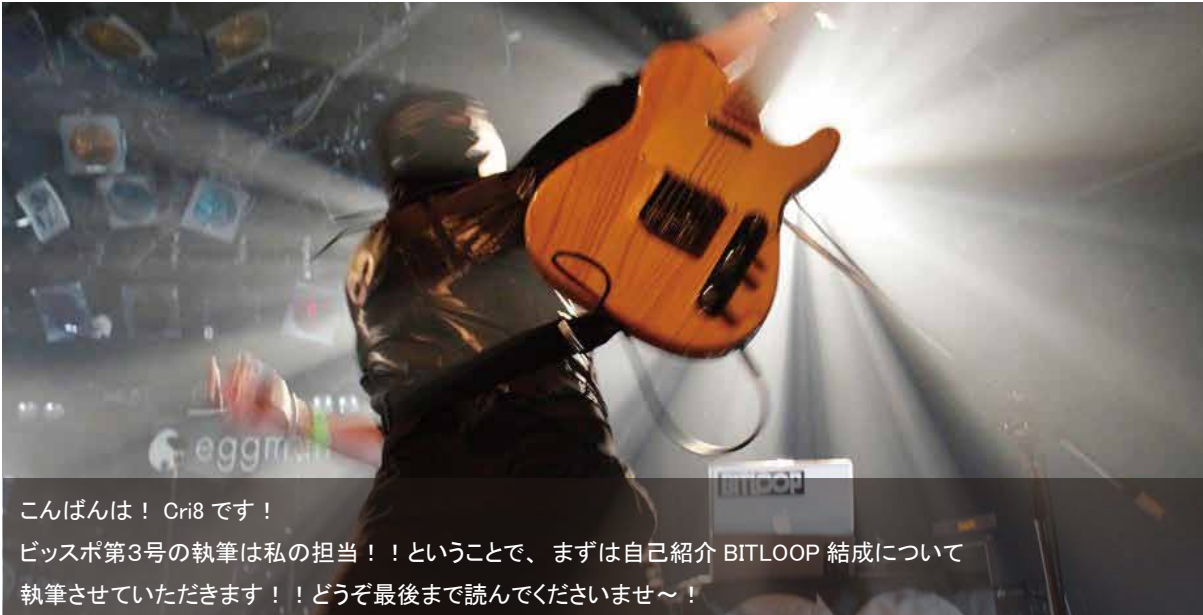 eggman
BITLOOP
こんばんは！ Cri8 です！
ビッスポ第３号の執筆は私の担当！！ということで、 まずは自己紹介 BITLOOP 結成について
執筆させていただきます！！どうぞ最後まで読んでくださいませ～！